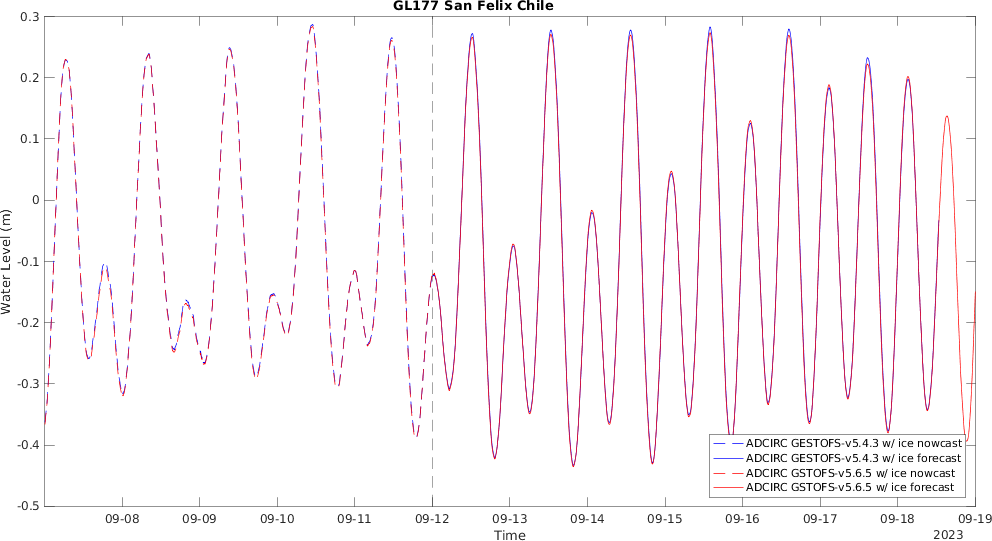 GL177 San Felix Chile
0.3
0.2
0.1
0
-0.1
-0.2
-0.3
-0.4
-0.5
Water Level (m)
ADCIRC GESTOFS-v5.4.3 w/ ice nowcast
ADCIRC GESTOFS-v5.4.3 w/ ice forecast
ADCIRC GSTOFS-v5.6.5 w/ ice nowcast
ADCIRC GSTOFS-v5.6.5 w/ ice forecast
09-08 09-09 09-10 09-11 09-12 09-13 09-14 09-15 09-16 09-17 09-18 09-19
Time
2023